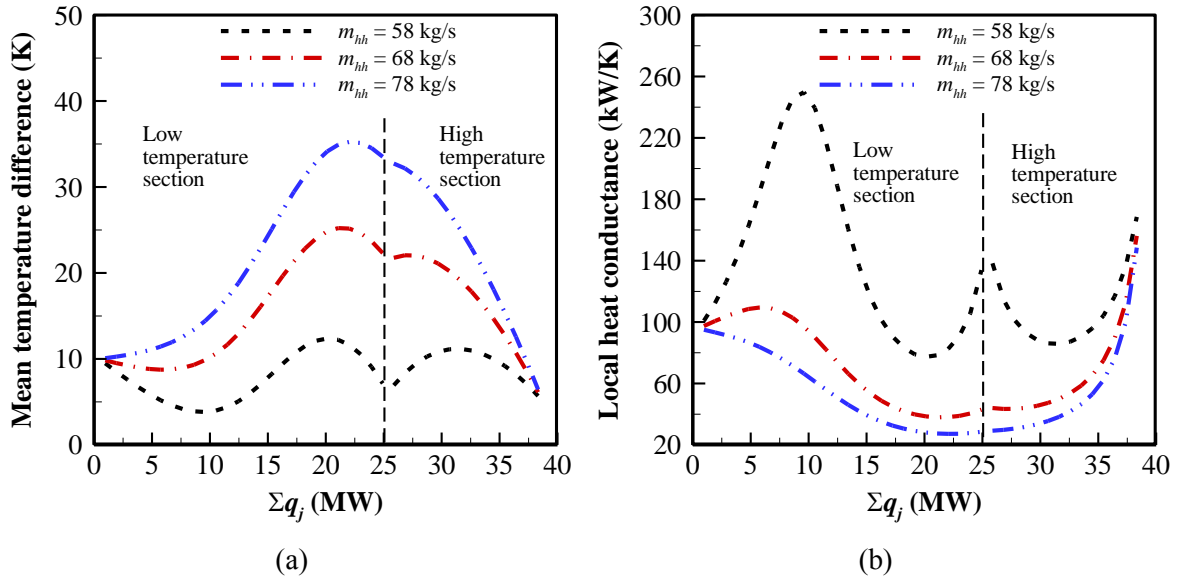 50
40
30
20
10
0
Mean temperature difference (K)
m_hh = 58 kg/s
m_hh = 68 kg/s
m_hh = 78 kg/s
Low
temperature
section
High
temperature
section
0 5 10 15 20 25 30 35 40
Σq_j (MW)
(a)
300
260
220
180
140
100
60
20
Local heat conductance (kW/K)
m_hh = 58 kg/s
m_hh = 68 kg/s
m_hh = 78 kg/s
Low
temperature
section
High
temperature
section
0 5 10 15 20 25 30 35 40
Σq_j (MW)
(b)